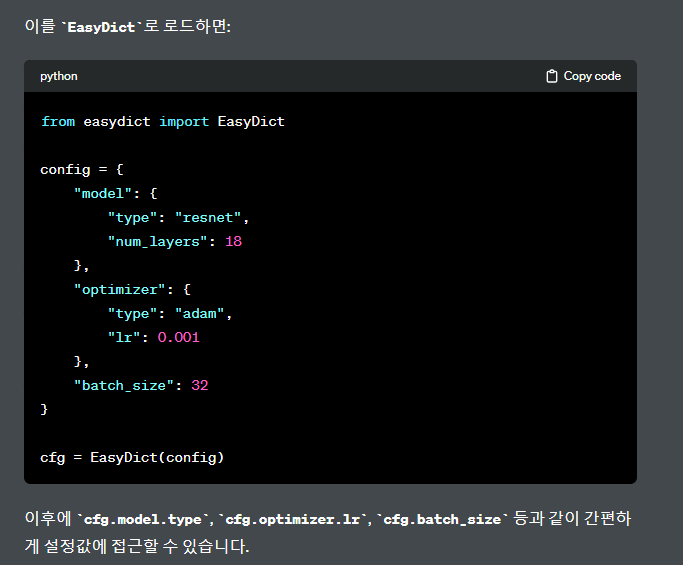 이를 `EasyDict`로 로드하면:
python
Copy code
from easydict import EasyDict
config = {
    "model": {
        "type": "resnet",
        "num_layers": 18
    },
    "optimizer": {
        "type": "adam",
        "lr": 0.001
    },
    "batch_size": 32
}
cfg = EasyDict(config)
이후에 `cfg.model.type`, `cfg.optimizer.lr`, `cfg.batch_size` 등과 같이 간편하
게 설정값에 접근할 수 있습니다.